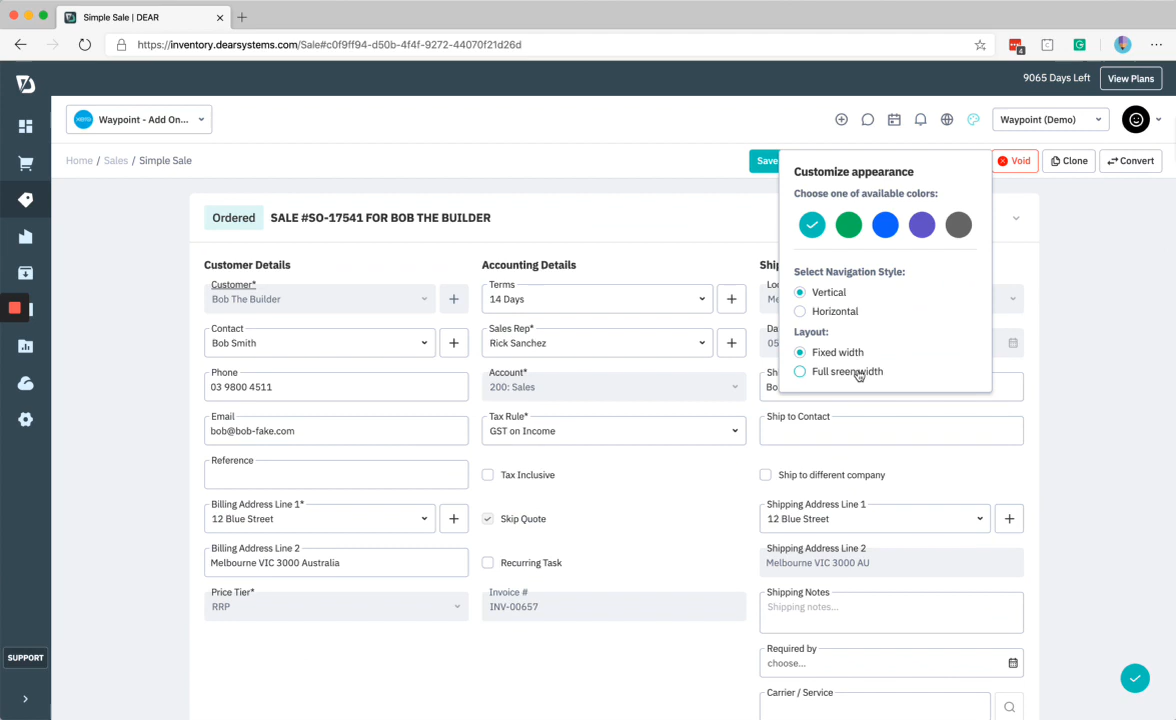 Simple Sale | DEAR
https://inventory.dearsystems.com/Sale#c0f9ff94-d50b-4f4f-9272-44070f21d26d
4
9065 Days Left
View Plans
xero
Waypoint - Add On...
Waypoint (Demo)
Home / Sales / Simple Sale
Save
Void
Clone
Convert
Customize appearance
Choose one of available colors:
Select Navigation Style:
Vertical
Horizontal
Layout:
Fixed width
Full sreen width
Ordered
SALE #SO-17541 FOR BOB THE BUILDER
Customer Details
Customer*
Bob The Builder
Contact
Bob Smith
Phone
03 9800 4511
Email
bob@bob-fake.com
Reference
Billing Address Line 1*
12 Blue Street
Billing Address Line 2
Melbourne VIC 3000 Australia
Price Tier*
RRP
Accounting Details
Terms
14 Days
Sales Rep*
Rick Sanchez
Account*
200: Sales
Tax Rule*
GST on Income
Tax Inclusive
Skip Quote
Recurring Task
Invoice #
INV-00657
Ship
Loc
Me
Da
05
Sh
Bo
Ship to Contact
Ship to different company
Shipping Address Line 1
12 Blue Street
Shipping Address Line 2
Melbourne VIC 3000 AU
Shipping Notes
Shipping notes...
Required by
choose...
Carrier / Service
SUPPORT